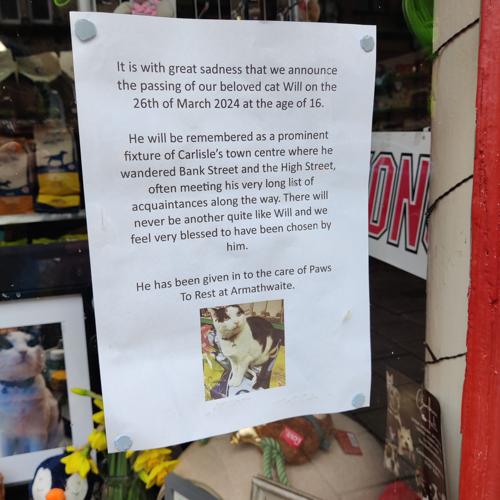 It is with great sadness that we announce
the passing of our beloved cat Will on the
26th of March 2024 at the age of 16.
He will be remembered as a prominent
fixture of Carlisle's town centre where he
wandered Bank Street and the High Street,
often meeting his very long list of
acquaintances along the way. There will
never be another quite like Will and we
feel very blessed to have been chosen by
him.
He has been given in to the care of Paws
To Rest at Armathwaite.
ON